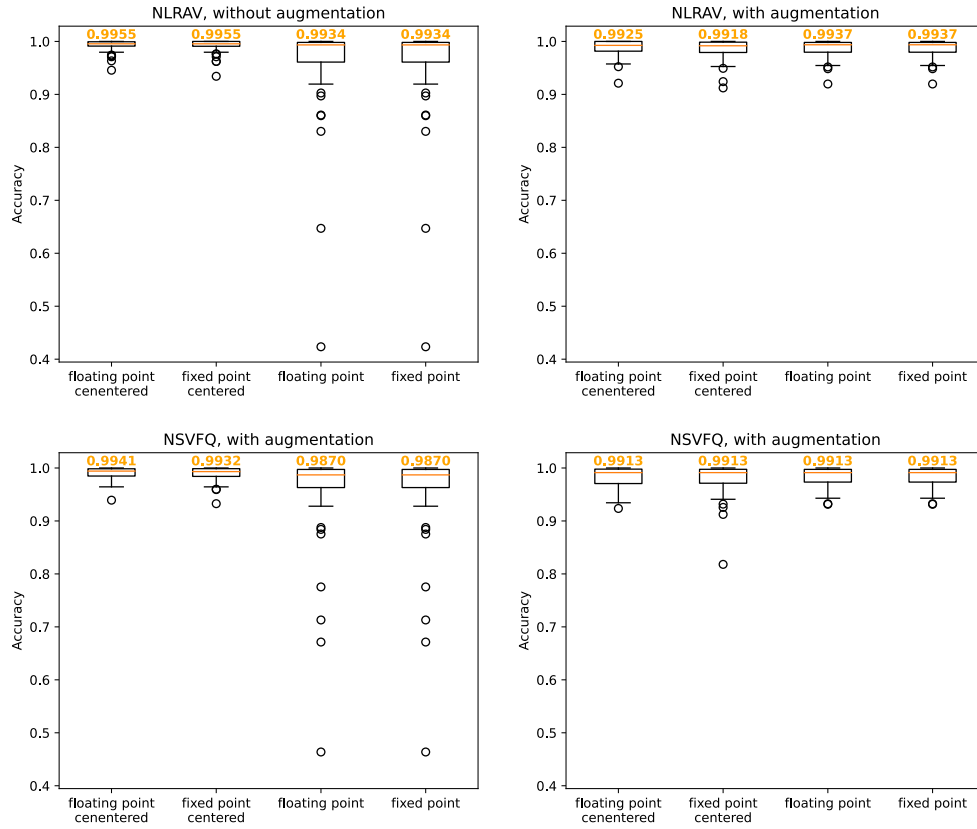 NLRAV, without augmentation
0.9955 0.9955 0.9934 0.9934
1.0
0.9
0.8
0.7
0.6
0.5
0.4
Accuracy
floating point cenentered
fixed point centered
floating point
fixed point
NLRAV, with augmentation
0.9925 0.9918 0.9937 0.9937
1.0
0.9
0.8
0.7
0.6
0.5
0.4
Accuracy
floating point cenentered
fixed point centered
floating point
fixed point
NSVFQ, with augmentation
0.9941 0.9932 0.9870 0.9870
1.0
0.9
0.8
0.7
0.6
0.5
0.4
Accuracy
floating point cenentered
fixed point centered
floating point
fixed point
NSVFQ, with augmentation
0.9913 0.9913 0.9913 0.9913
1.0
0.9
0.8
0.7
0.6
0.5
0.4
Accuracy
floating point cenentered
fixed point centered
floating point
fixed point